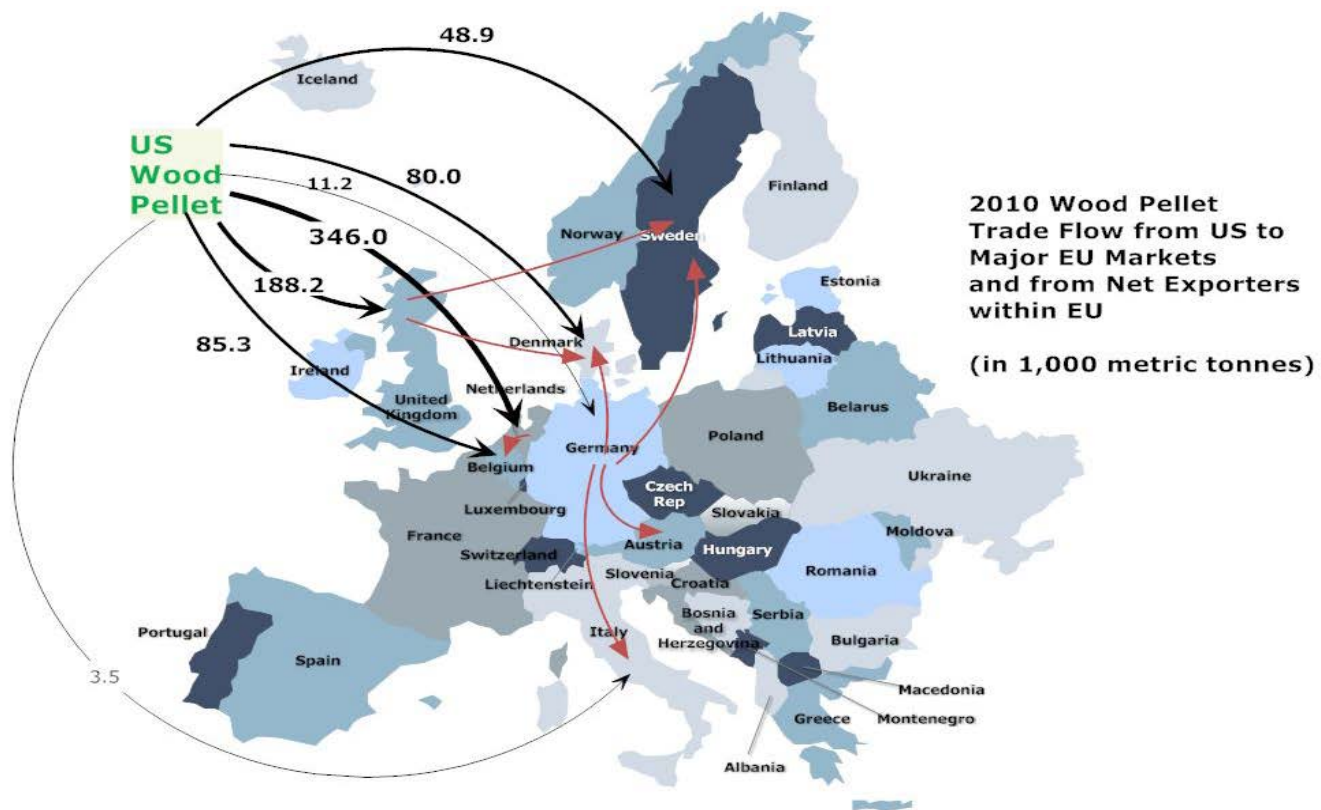 48.9
Iceland
US
Wood
Pellet
11.2
80.0
Finland
2010 Wood Pellet
Trade Flow from US to
Major EU Markets
and from Net Exporters
within EU
(in 1,000 metric tonnes)
346.0
Norway
Sweden
188.2
Estonia
85.3
Denmark
Latvia
Lithuania
Ireland
Netherlands
United
Kingdom
Belarus
Poland
Germany
Belgium
Ukraine
Czech
Rep
Luxembourg
Slovakia
France
Moldova
Austria
Hungary
Switzerland
Liechtenstein
Slovenia
Romania
Croatia
Bosnia
and
Herzegovina
Serbia
Portugal
Italy
Bulgaria
Spain
3.5
Macedonia
Montenegro
Greece
Albania